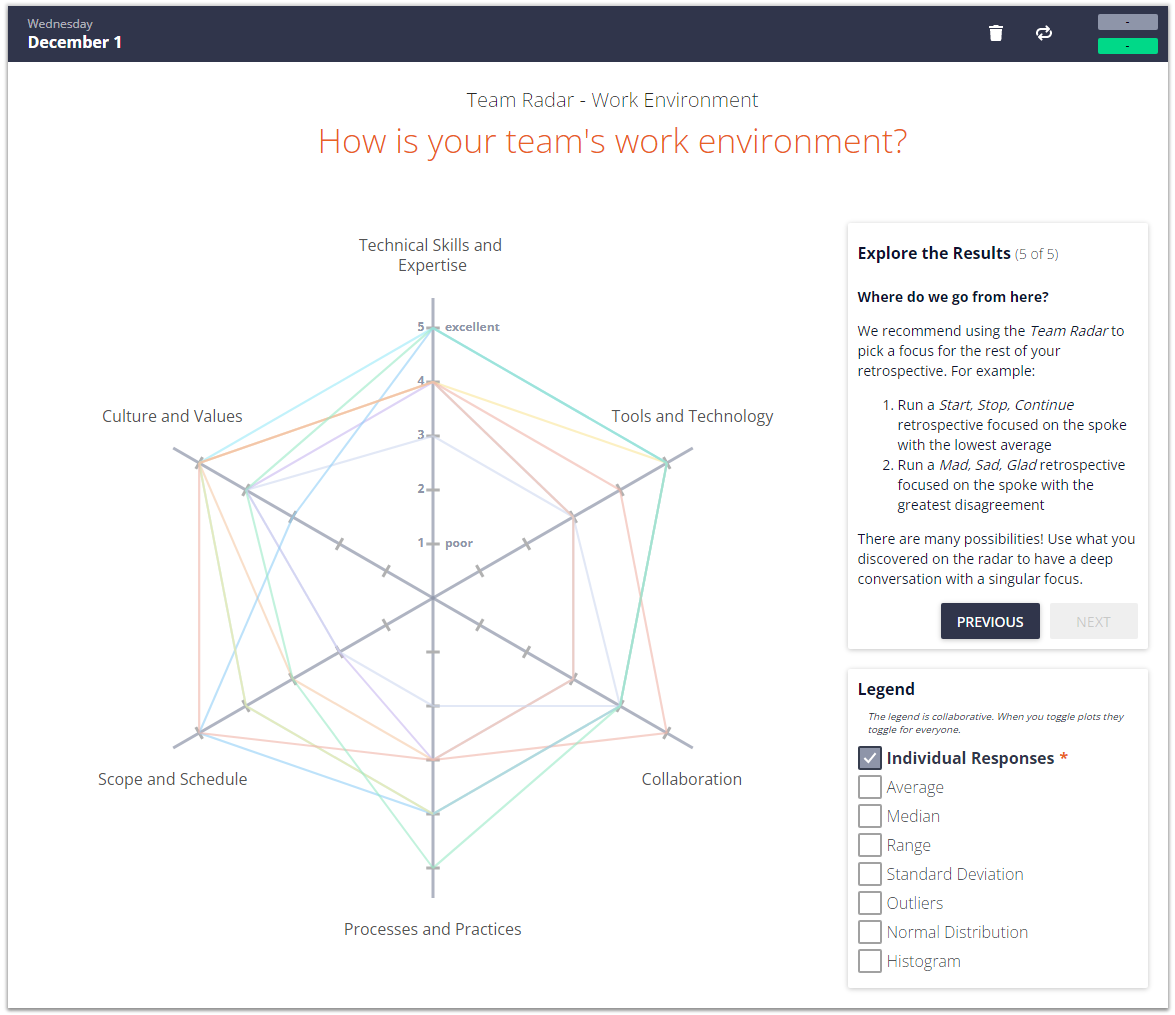 Wednesday
December 1
-
-
Team Radar - Work Environment
How is your team's work environment?
Technical Skills and
Expertise
5
excellent
4
3
2
1
poor
Culture and Values
Tools and Technology
Scope and Schedule
Collaboration
Processes and Practices
Explore the Results (5 of 5)
Where do we go from here?
We recommend using the Team Radar to
pick a focus for the rest of your
retrospective. For example:
1. Run a Start, Stop, Continue
retrospective focused on the spoke
with the lowest average
2. Run a Mad, Sad, Glad retrospective
focused on the spoke with the
greatest disagreement
There are many possibilities! Use what you
discovered on the radar to have a deep
conversation with a singular focus.
PREVIOUS
NEXT
Legend
The legend is collaborative. When you toggle plots they
toggle for everyone.
Individual Responses *
Average
Median
Range
Standard Deviation
Outliers
Normal Distribution
Histogram